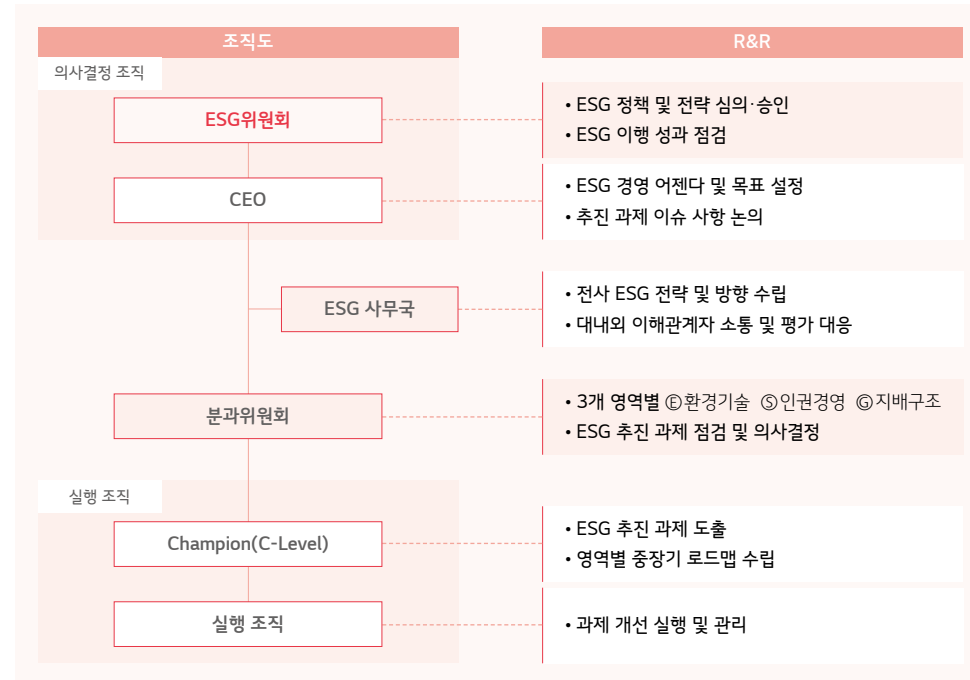 조직도
R&R
의사결정 조직
ESG위원회
• ESG 정책 및 전략 심의·승인
• ESG 이행 성과 점검
CEO
• ESG 경영 어젠다 및 목표 설정
• 추진 과제 이슈 사항 논의
ESG 사무국
• 전사 ESG 전략 및 방향 수립
• 대내외 이해관계자 소통 및 평가 대응
분과위원회
• 3개 영역별 Ⓔ환경기술 Ⓢ인권경영 Ⓖ지배구조
• ESG 추진 과제 점검 및 의사결정
실행 조직
Champion(C-Level)
• ESG 추진 과제 도출
• 영역별 중장기 로드맵 수립
실행 조직
• 과제 개선 실행 및 관리